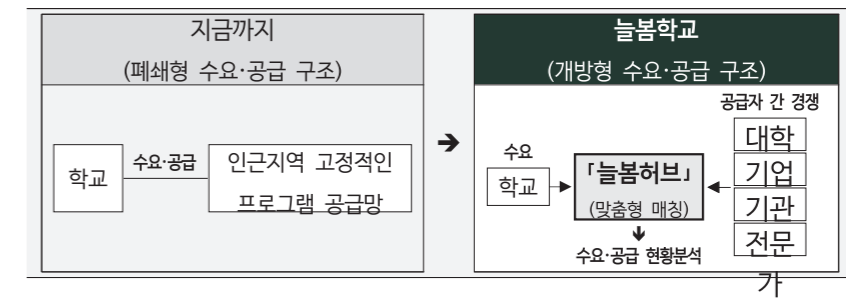 지금까지
(폐쇄형 수요·공급 구조)
학교
수요·공급
인근지역 고정적인
프로그램 공급망
➔
늘봄학교
(개방형 수요·공급 구조)
공급자 간 경쟁
수요
학교
「늘봄허브」
(맞춤형 매칭)
수요·공급 현황분석
대학
기업
기관
전문
가